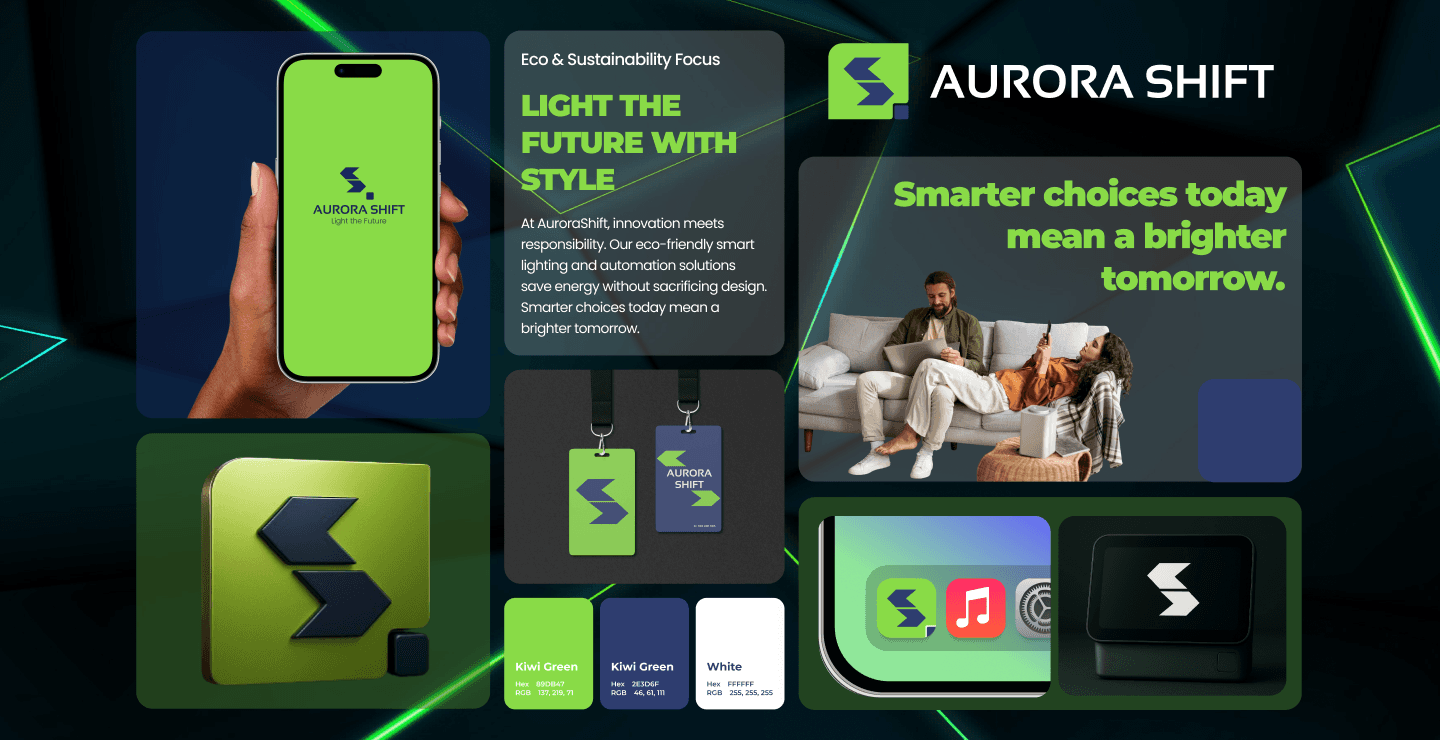 AURORA SHIFT
Light the Future
Eco & Sustainability Focus
LIGHT THE
FUTURE WITH
STYLE
At AuroraShift, innovation meets
responsibility. Our eco-friendly smart
lighting and automation solutions
save energy without sacrificing design.
Smarter choices today mean a
brighter tomorrow.
AURORA
SHIFT
Kiwi Green
Hex 89DB47
RGB 137, 219, 71
Kiwi Green
Hex 2E3D6F
RGB 46, 61, 111
White
Hex FFFFFF
RGB 255, 255, 255
AURORA SHIFT
Smarter choices today
mean a brighter
tomorrow.